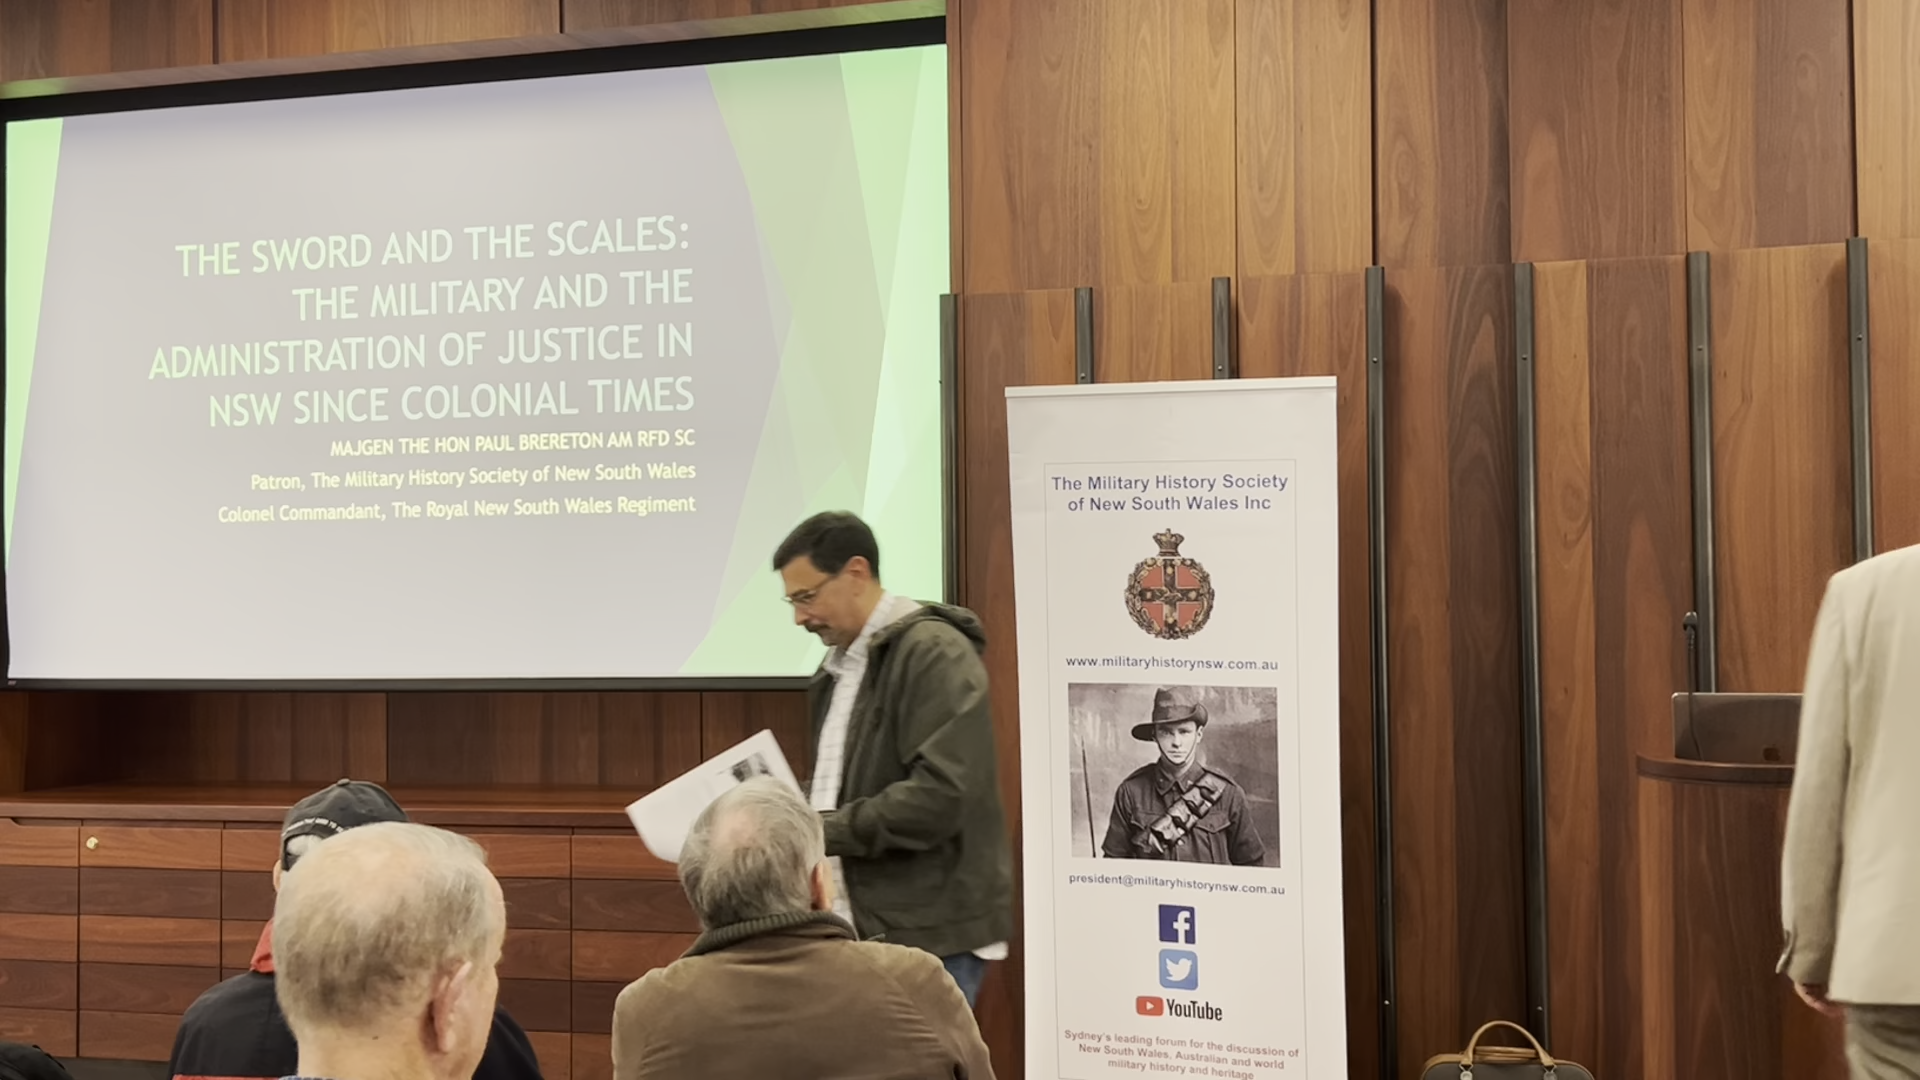 THE SWORD AND THE SCALES:
THE MILITARY AND THE
ADMINISTRATION OF JUSTICE IN
NSW SINCE COLONIAL TIMES
MAJGEN THE HON PAUL BRERETON AM RFD SC
Patron, The Military History Society of New South Wales
Colonel Commandant, The Royal New South Wales Regiment
The Military History Society
of New South Wales Inc
www.militaryhistorynsw.com.au
president@militaryhistorynsw.com.au
YouTube
Sydney's leading forum for the discussion of
New South Wales, Australian and world
military history and heritage